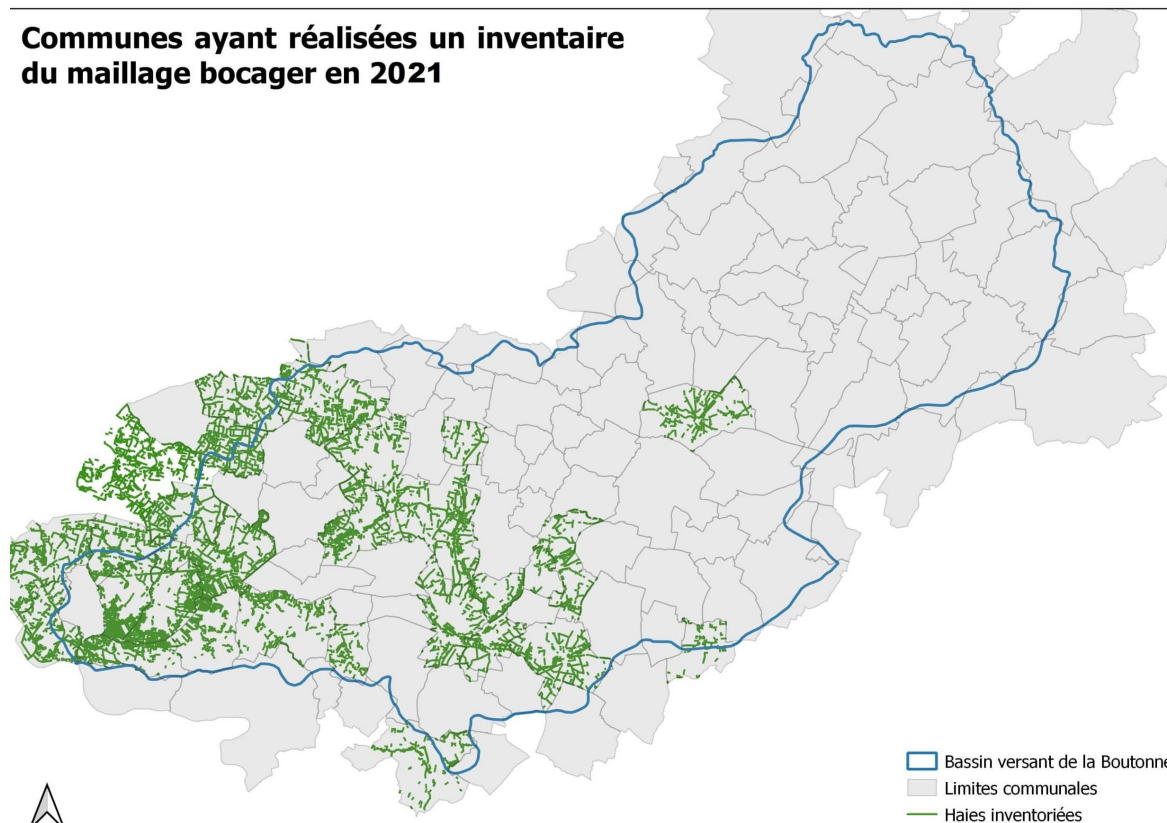 Communes ayant réalisées un inventaire
du maillage bocager en 2021
Bassin versant de la Boutonne
Limites communales
Haies inventoriées